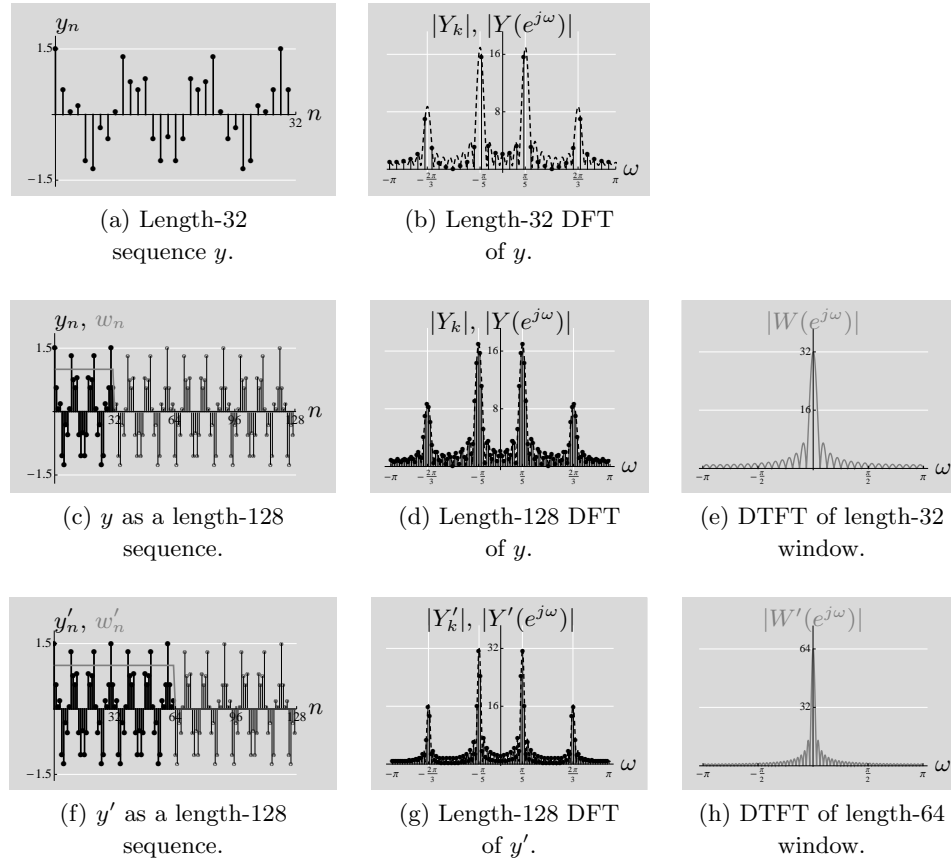 y_n
1.5
n
32
−1.5
(a) Length-32
sequence y.
|Y_k|, |Y(e^{jω})|
16
8
−π −2π/3 −π/5 π/5 2π/3 π ω
(b) Length-32 DFT
of y.
y_n, w_n
1.5
n
32 64 96 128
−1.5
(c) y as a length-128
sequence.
|Y_k|, |Y(e^{jω})|
16
8
−π −2π/3 −π/5 π/5 2π/3 π ω
(d) Length-128 DFT
of y.
|W(e^{jω})|
32
16
−π −π/2 π/2 π ω
(e) DTFT of length-32
window.
y′_n, w′_n
1.5
n
32 64 96 128
−1.5
(f) y′ as a length-128
sequence.
|Y′_k|, |Y′(e^{jω})|
32
16
−π −2π/3 −π/5 π/5 2π/3 π ω
(g) Length-128 DFT
of y′.
|W′(e^{jω})|
64
32
−π −π/2 π/2 π ω
(h) DTFT of length-64
window.